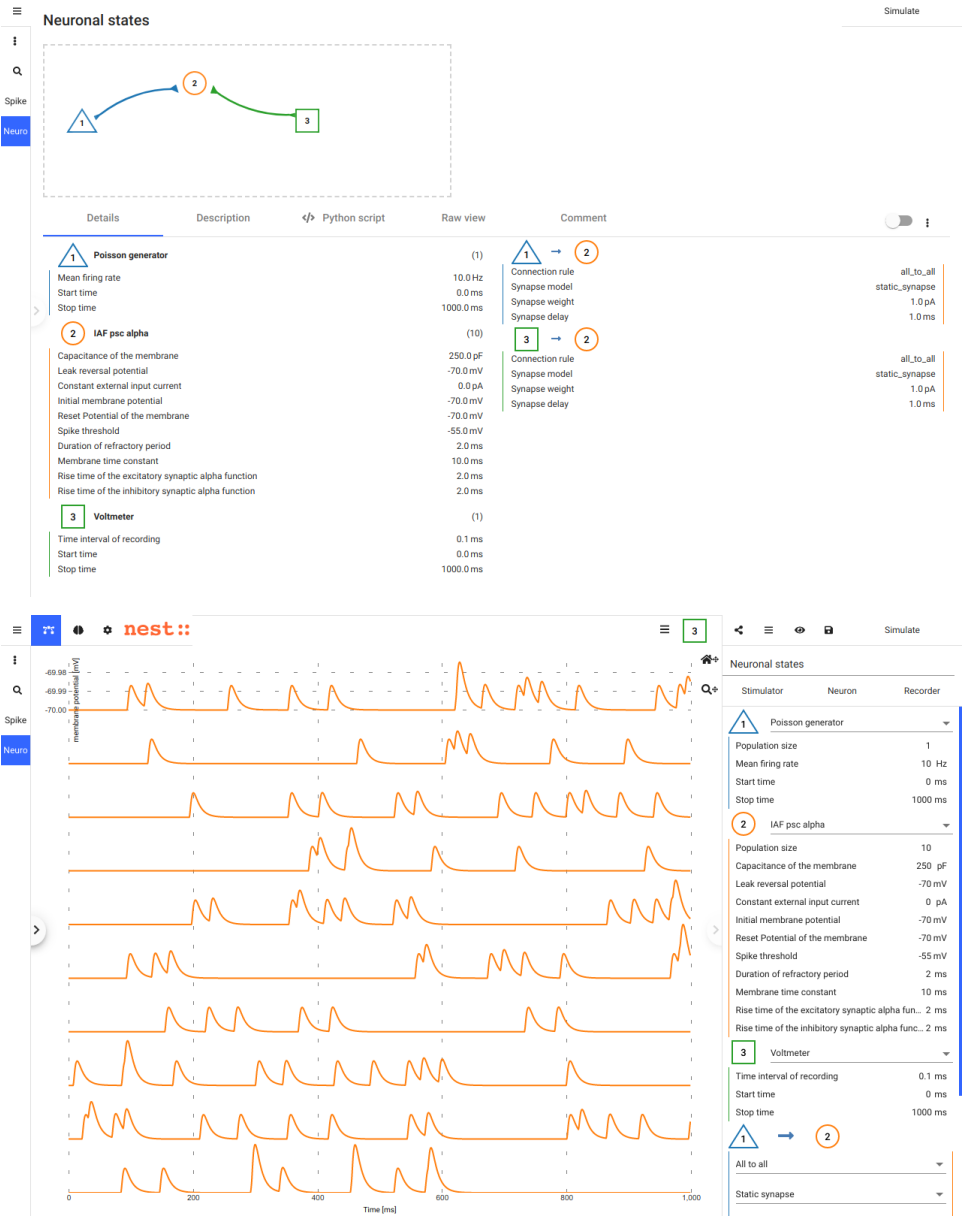 Simulate
Neuronal states
Spike
Neuro
1
2
3
Details Description </> Python script Raw view Comment
1 Poisson generator (1)
Mean firing rate 10.0 Hz
Start time 0.0 ms
Stop time 1000.0 ms
2 IAF psc alpha (10)
Capacitance of the membrane 250.0 pF
Leak reversal potential -70.0 mV
Constant external input current 0.0 pA
Initial membrane potential -70.0 mV
Reset Potential of the membrane -70.0 mV
Spike threshold -55.0 mV
Duration of refractory period 2.0 ms
Membrane time constant 10.0 ms
Rise time of the excitatory synaptic alpha function 2.0 ms
Rise time of the inhibitory synaptic alpha function 2.0 ms
3 Voltmeter (1)
Time interval of recording 0.1 ms
Start time 0.0 ms
Stop time 1000.0 ms
1 → 2
Connection rule all_to_all
Synapse model static_synapse
Synapse weight 1.0 pA
Synapse delay 1.0 ms
3 → 2
Connection rule all_to_all
Synapse model static_synapse
Synapse weight 1.0 pA
Synapse delay 1.0 ms
nest::
3
Simulate
Spike
Neuro
membrane potential [mV]
-69.98
-69.99
-70.00
0 200 400 600 800 1,000
Time [ms]
Neuronal states
Stimulator Neuron Recorder
1 Poisson generator
Population size 1
Mean firing rate 10 Hz
Start time 0 ms
Stop time 1000 ms
2 IAF psc alpha
Population size 10
Capacitance of the membrane 250 pF
Leak reversal potential -70 mV
Constant external input current 0 pA
Initial membrane potential -70 mV
Reset Potential of the membrane -70 mV
Spike threshold -55 mV
Duration of refractory period 2 ms
Membrane time constant 10 ms
Rise time of the excitatory synaptic alpha fun... 2 ms
Rise time of the inhibitory synaptic alpha func... 2 ms
3 Voltmeter
Time interval of recording 0.1 ms
Start time 0 ms
Stop time 1000 ms
1 → 2
All to all
Static synapse